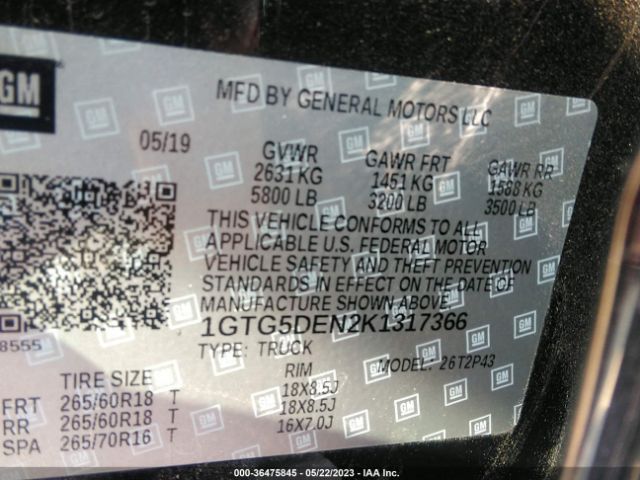 GM
MFD BY GENERAL MOTORS LLC
05/19 GVWR GAWR FRT GAWR RR
2631 KG 1451 KG 1588 KG
5800 LB 3200 LB 3500 LB
THIS VEHICLE CONFORMS TO ALL
APPLICABLE U.S. FEDERAL MOTOR
VEHICLE SAFETY AND THEFT PREVENTION
STANDARDS IN EFFECT ON THE DATE OF
MANUFACTURE SHOWN ABOVE
1GTG5DEN2K1317366
8555 TYPE: TRUCK MODEL: 26T2P43
TIRE SIZE RIM
FRT 265/60R18 T 18X8.5J
RR 265/60R18 T 18X8.5J
SPA 265/70R16 T 16X7.0J
Copart 000-36475845 - 05/22/2023 - IAA Inc.